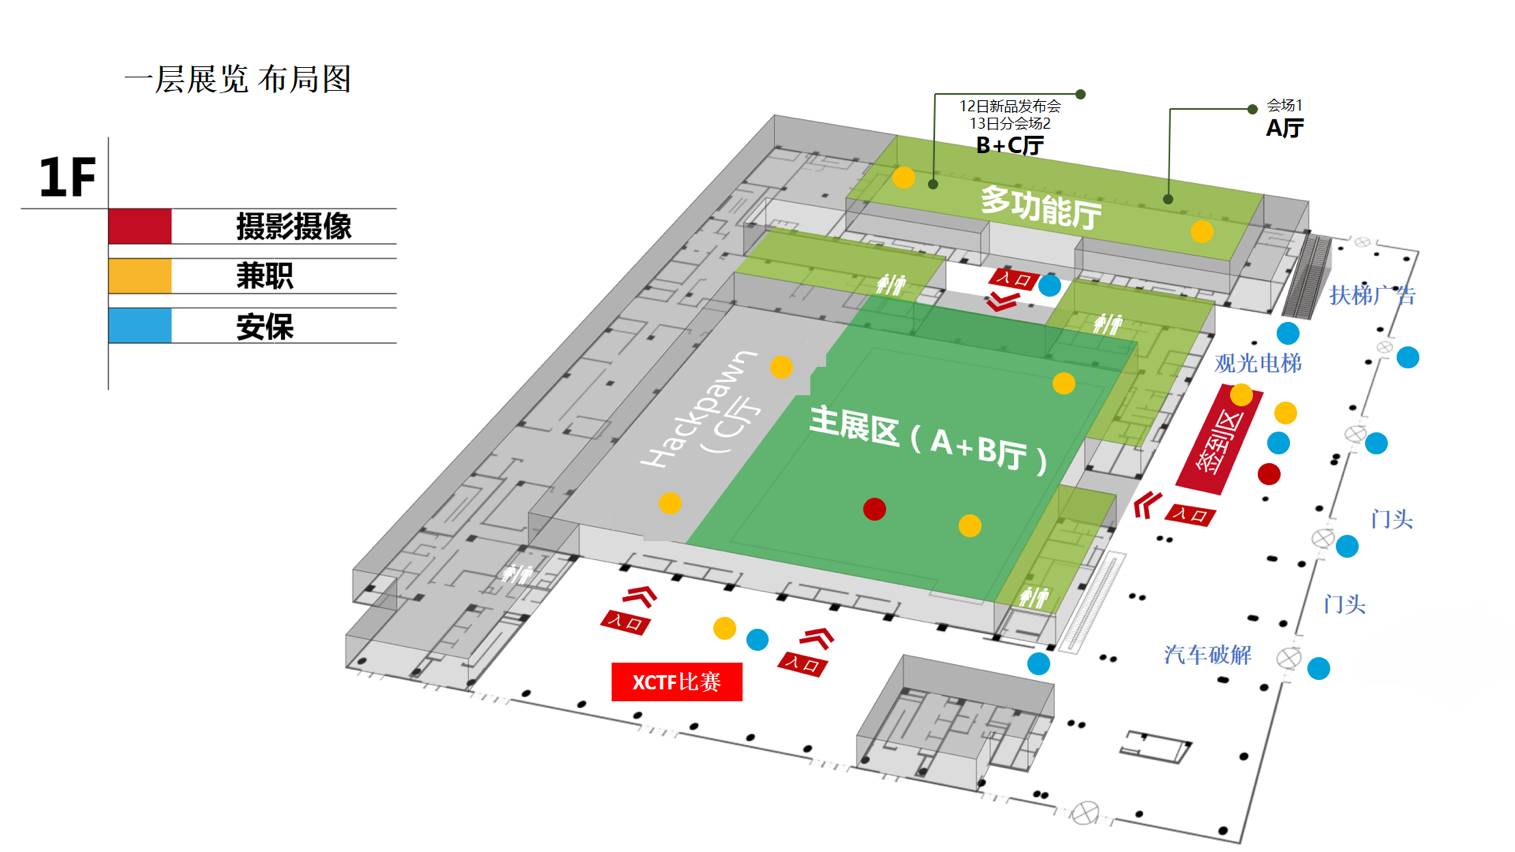 一层展览 布局图
1F
摄影摄像
兼职
安保
12日新品发布会
13日分会场2
B+C厅
会场1
A厅
多功能厅
入口
扶梯广告
观光电梯
Hackpawn
（C厅
主展区（A+B厅）
签到区
入口
门头
门头
汽车破解
入口
入口
XCTF比赛